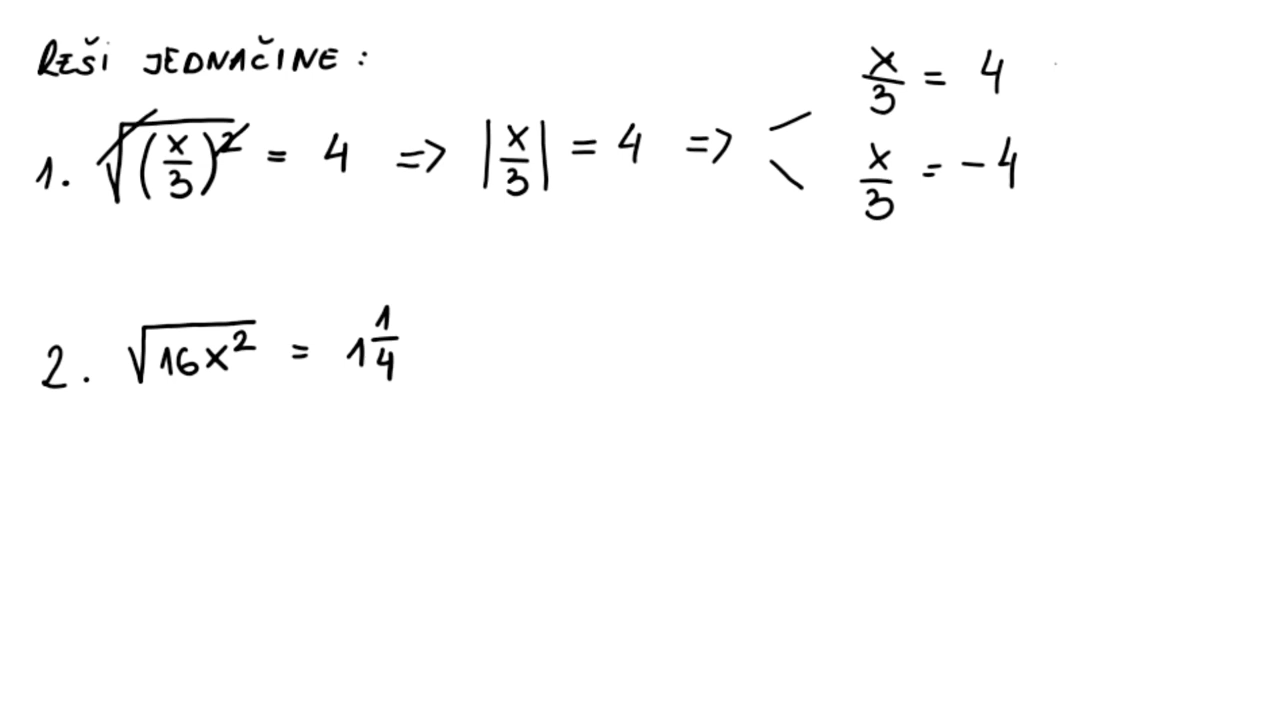 REŠI JEDNAČINE:
1. √(x/3)² = 4 => |x/3| = 4 => x/3 = 4
x/3 = -4
2. √16x² = 1 1/4